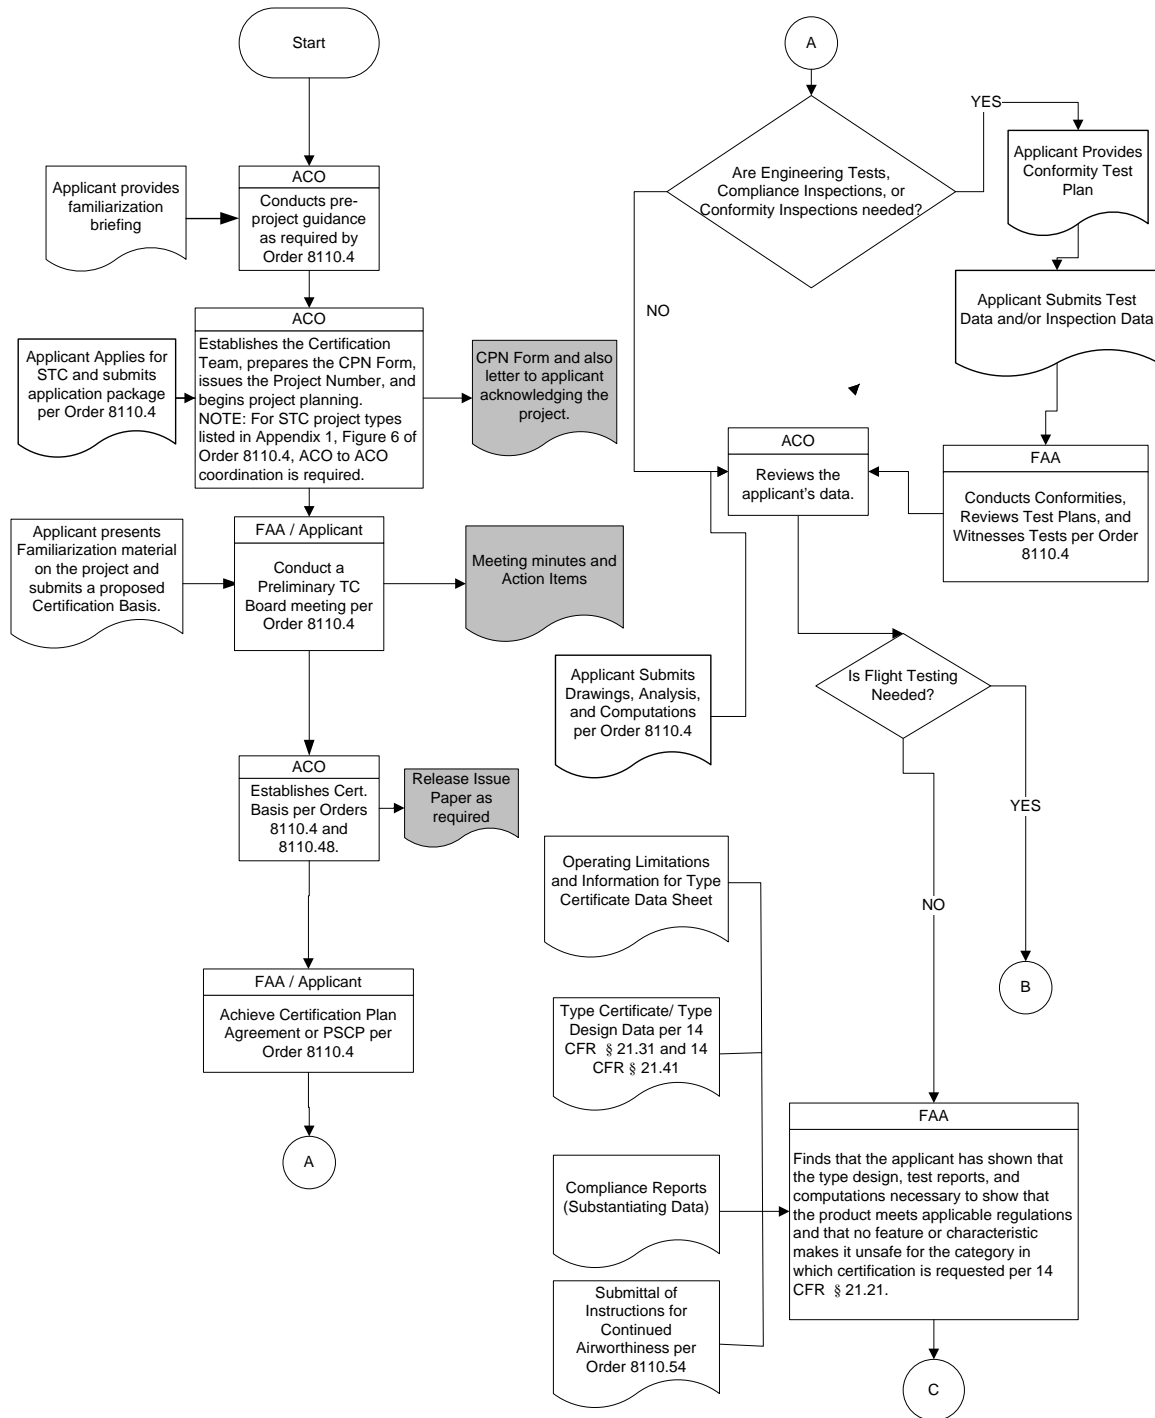 Start
Applicant provides
familiarization
briefing
ACO
Conducts pre-
project guidance
as required by
Order 8110.4
Applicant Applies for
STC and submits
application package
per Order 8110.4
ACO
Establishes the Certification
Team, prepares the CPN Form,
issues the Project Number, and
begins project planning.
NOTE: For STC project types
listed in Appendix 1, Figure 6 of
Order 8110.4, ACO to ACO
coordination is required.
CPN Form and also
letter to applicant
acknowledging the
project.
Applicant presents
Familiarization material
on the project and
submits a proposed
Certification Basis.
FAA / Applicant
Conduct a
Preliminary TC
Board meeting per
Order 8110.4
Meeting minutes and
Action Items
ACO
Establishes Cert.
Basis per Orders
8110.4 and
8110.48.
Release Issue
Paper as
required
FAA / Applicant
Achieve Certification Plan
Agreement or PSCP per
Order 8110.4
A
A
Are Engineering Tests,
Compliance Inspections, or
Conformity Inspections needed?
YES
NO
Applicant Provides
Conformity Test
Plan
Applicant Submits Test
Data and/or Inspection Data
FAA
Conducts Conformities,
Reviews Test Plans, and
Witnesses Tests per Order
8110.4
ACO
Reviews the
applicant's data.
Applicant Submits
Drawings, Analysis,
and Computations
per Order 8110.4
Is Flight Testing
Needed?
YES
NO
B
Operating Limitations
and Information for Type
Certificate Data Sheet
Type Certificate/ Type
Design Data per 14
CFR § 21.31 and 14
CFR § 21.41
Compliance Reports
(Substantiating Data)
Submittal of
Instructions for
Continued
Airworthiness per
Order 8110.54
FAA
Finds that the applicant has shown that
the type design, test reports, and
computations necessary to show that
the product meets applicable regulations
and that no feature or characteristic
makes it unsafe for the category in
which certification is requested per 14
CFR § 21.21.
C